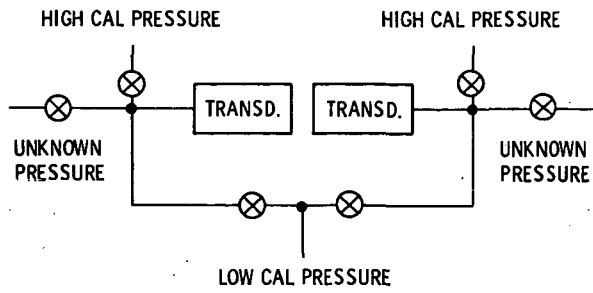 HIGH CAL PRESSURE
HIGH CAL PRESSURE
TRANSD.
TRANSD.
UNKNOWN
PRESSURE
UNKNOWN
PRESSURE
LOW CAL PRESSURE